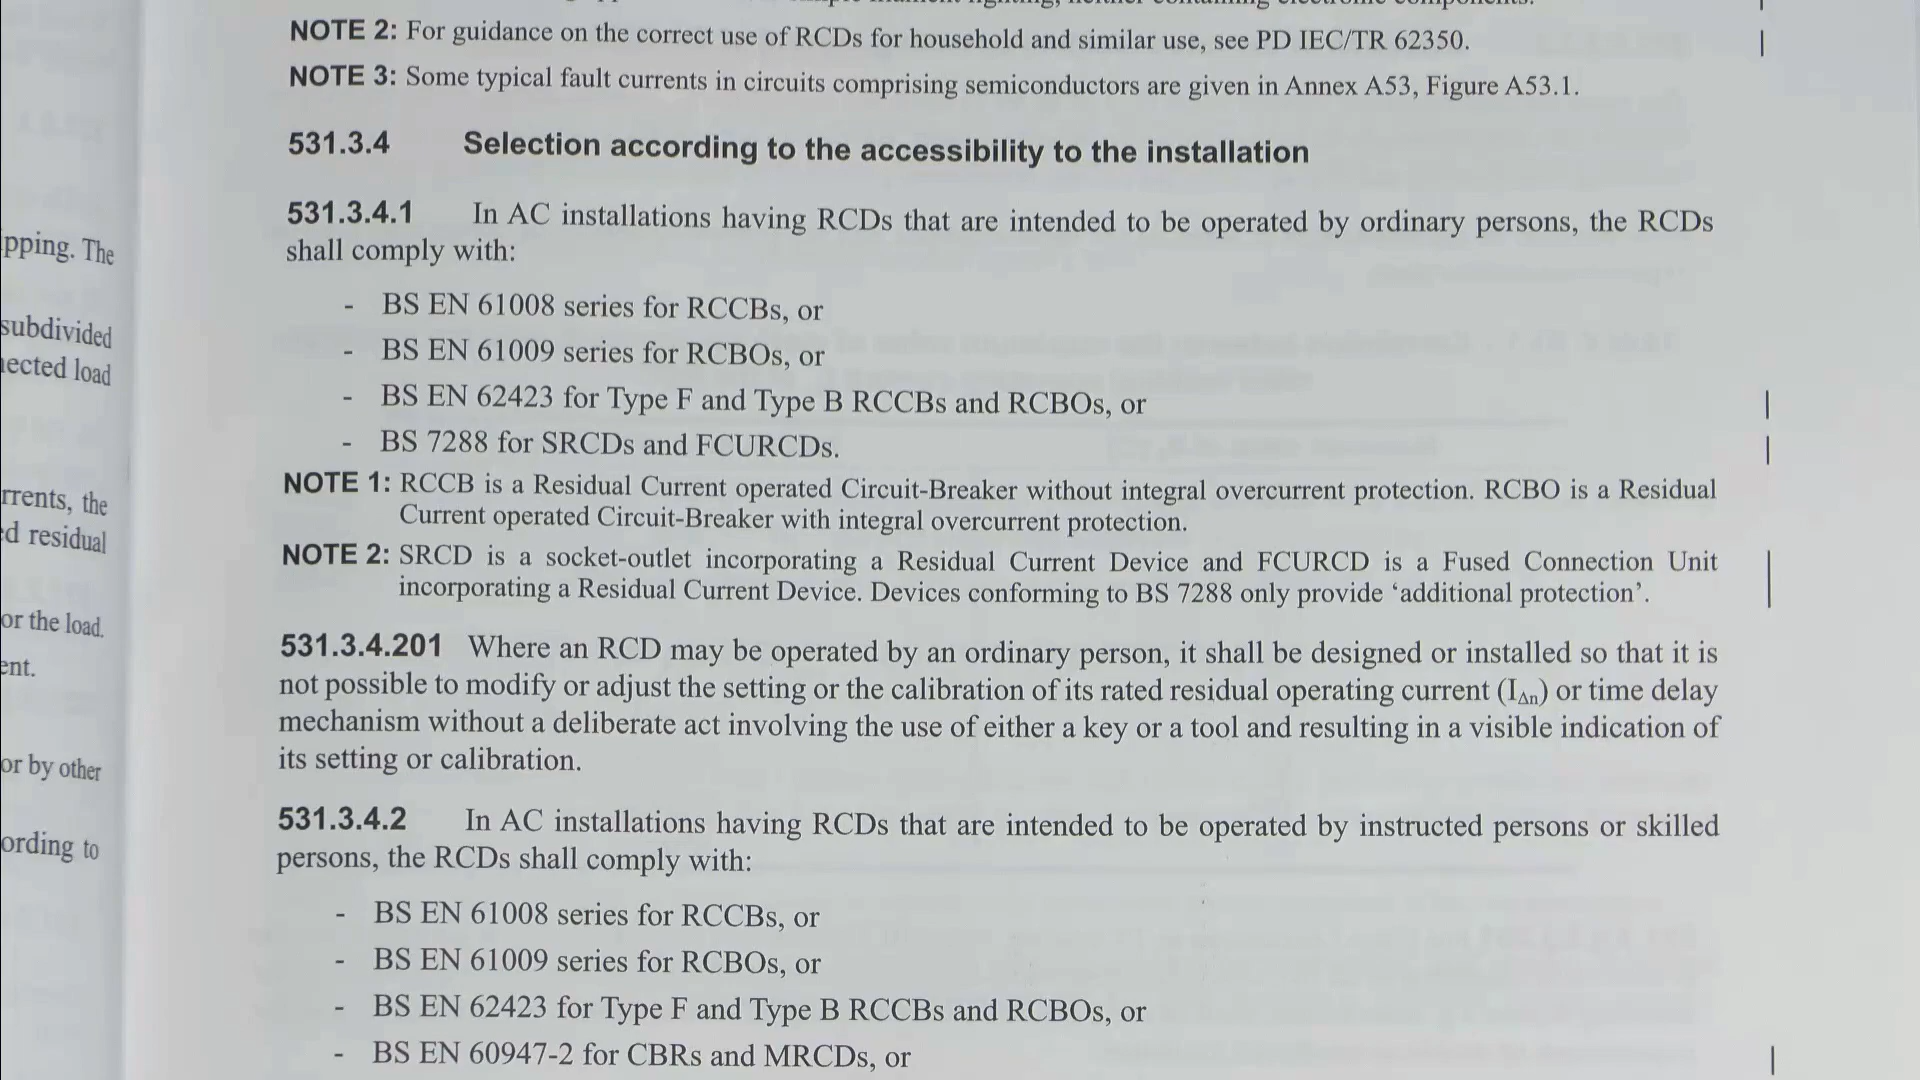 NOTE 2: For guidance on the correct use of RCDs for household and similar use, see PD IEC/TR 62350.
NOTE 3: Some typical fault currents in circuits comprising semiconductors are given in Annex A53, Figure A53.1.
531.3.4 Selection according to the accessibility to the installation
531.3.4.1 In AC installations having RCDs that are intended to be operated by ordinary persons, the RCDs
shall comply with:
- BS EN 61008 series for RCCBs, or
- BS EN 61009 series for RCBOs, or
- BS EN 62423 for Type F and Type B RCCBs and RCBOs, or
- BS 7288 for SRCDs and FCURCDs.
NOTE 1: RCCB is a Residual Current operated Circuit-Breaker without integral overcurrent protection. RCBO is a Residual
Current operated Circuit-Breaker with integral overcurrent protection.
NOTE 2: SRCD is a socket-outlet incorporating a Residual Current Device and FCURCD is a Fused Connection Unit
incorporating a Residual Current Device. Devices conforming to BS 7288 only provide ‘additional protection’.
531.3.4.201 Where an RCD may be operated by an ordinary person, it shall be designed or installed so that it is
not possible to modify or adjust the setting or the calibration of its rated residual operating current (IΔn) or time delay
mechanism without a deliberate act involving the use of either a key or a tool and resulting in a visible indication of
its setting or calibration.
531.3.4.2 In AC installations having RCDs that are intended to be operated by instructed persons or skilled
persons, the RCDs shall comply with:
- BS EN 61008 series for RCCBs, or
- BS EN 61009 series for RCBOs, or
- BS EN 62423 for Type F and Type B RCCBs and RCBOs, or
- BS EN 60947-2 for CBRs and MRCDs, or
pping. The
subdivided
nected load
rrents, the
ed residual
or the load.
ent.
or by other
ording to